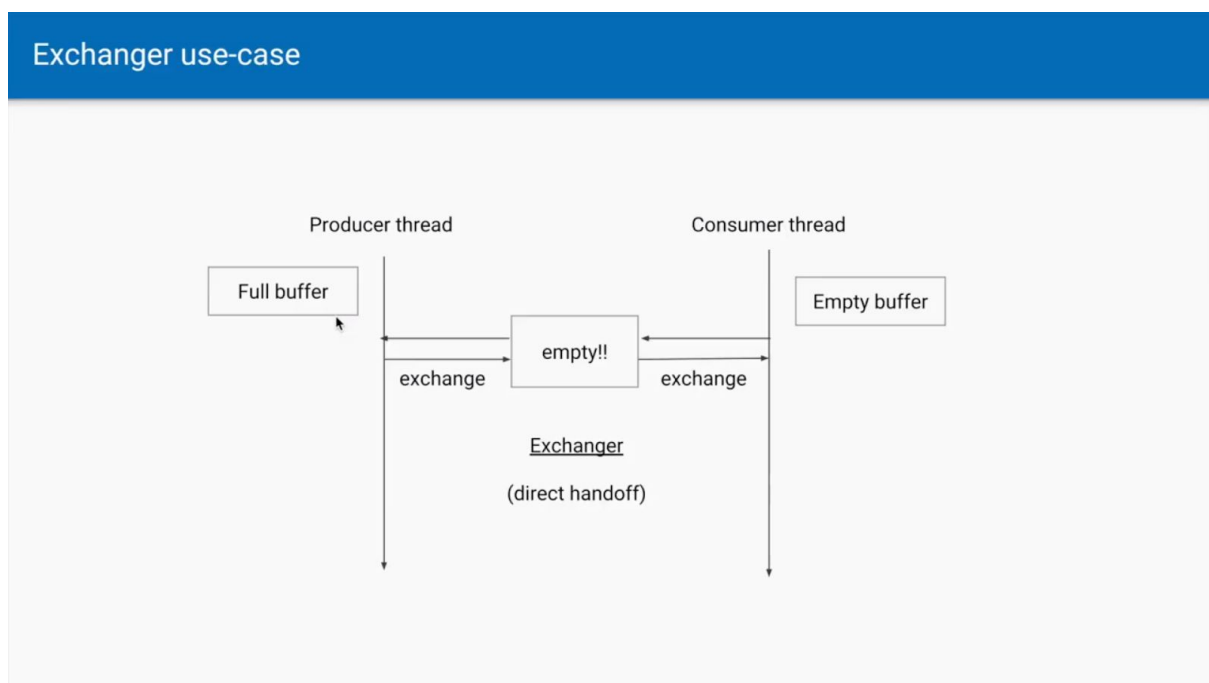 Exchanger use-case
Producer thread
Consumer thread
Full buffer
Empty buffer
empty!!
exchange
exchange
Exchanger
(direct handoff)